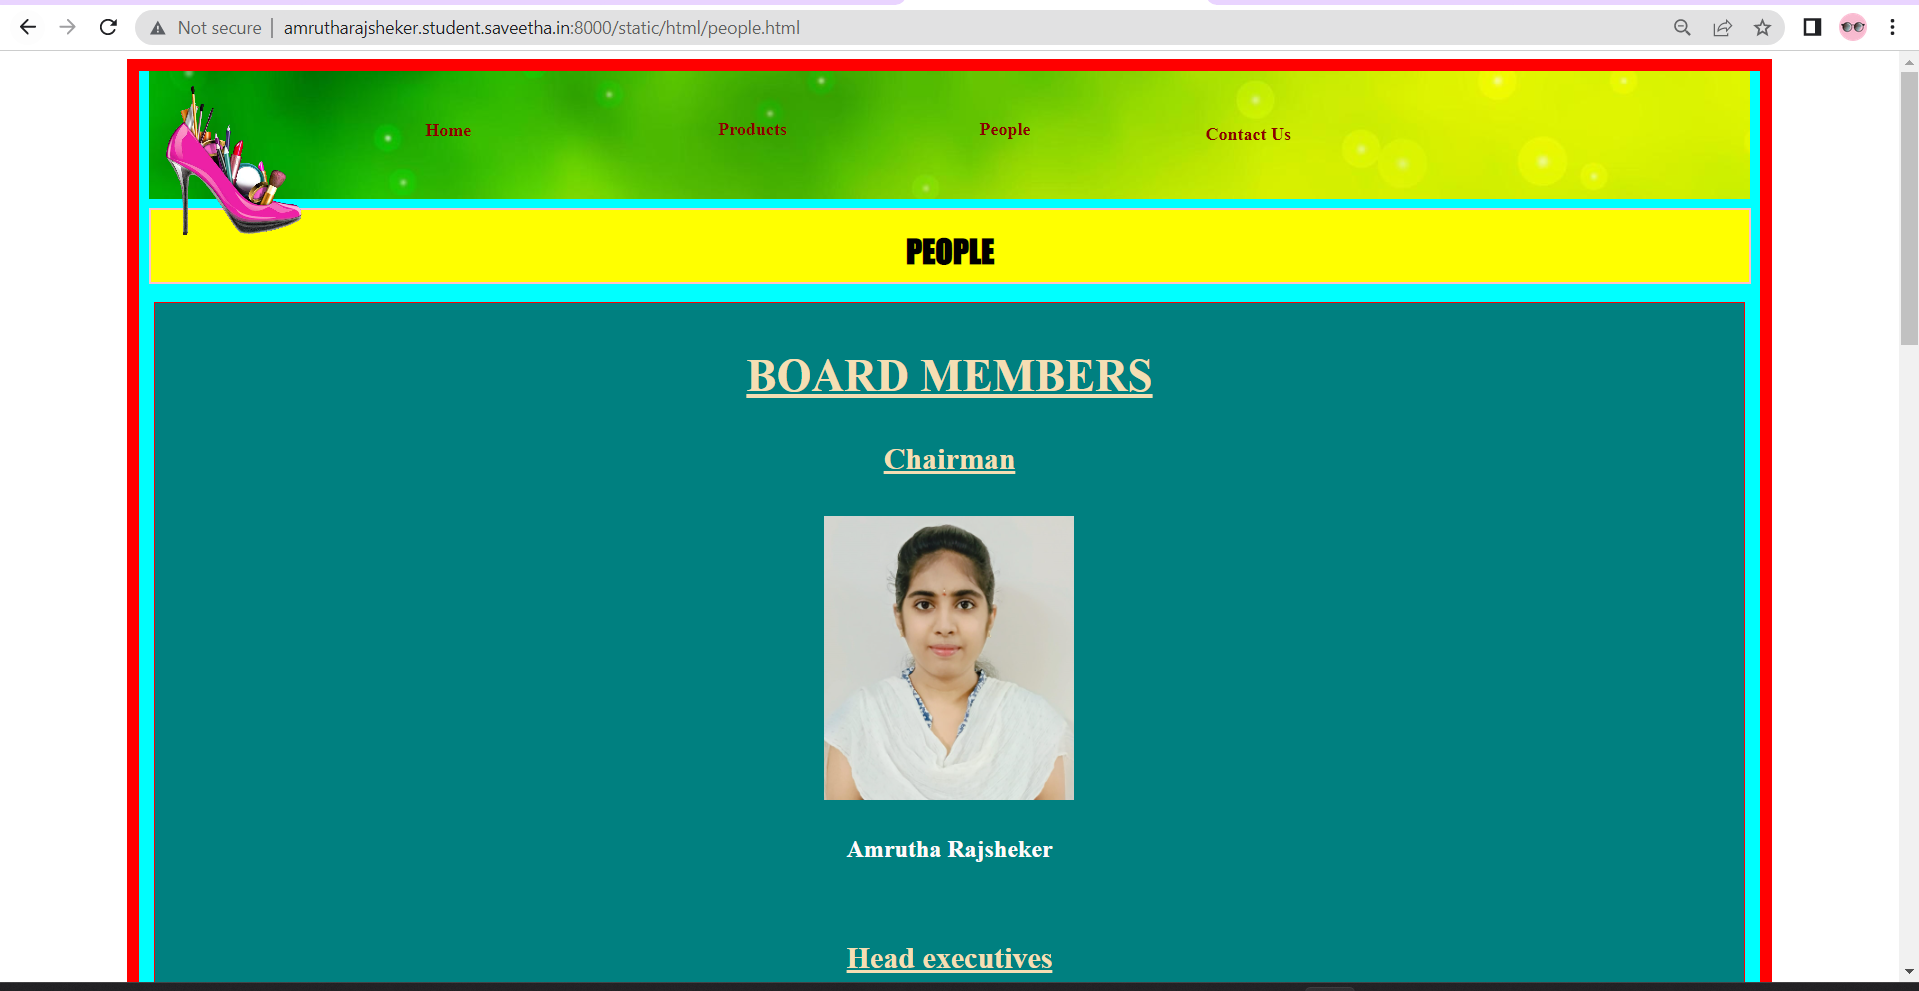 Not secure | amrutharajsheker.student.saveetha.in:8000/static/html/people.html
Home Products People Contact Us
PEOPLE
BOARD MEMBERS
Chairman
Amrutha Rajsheker
Head executives